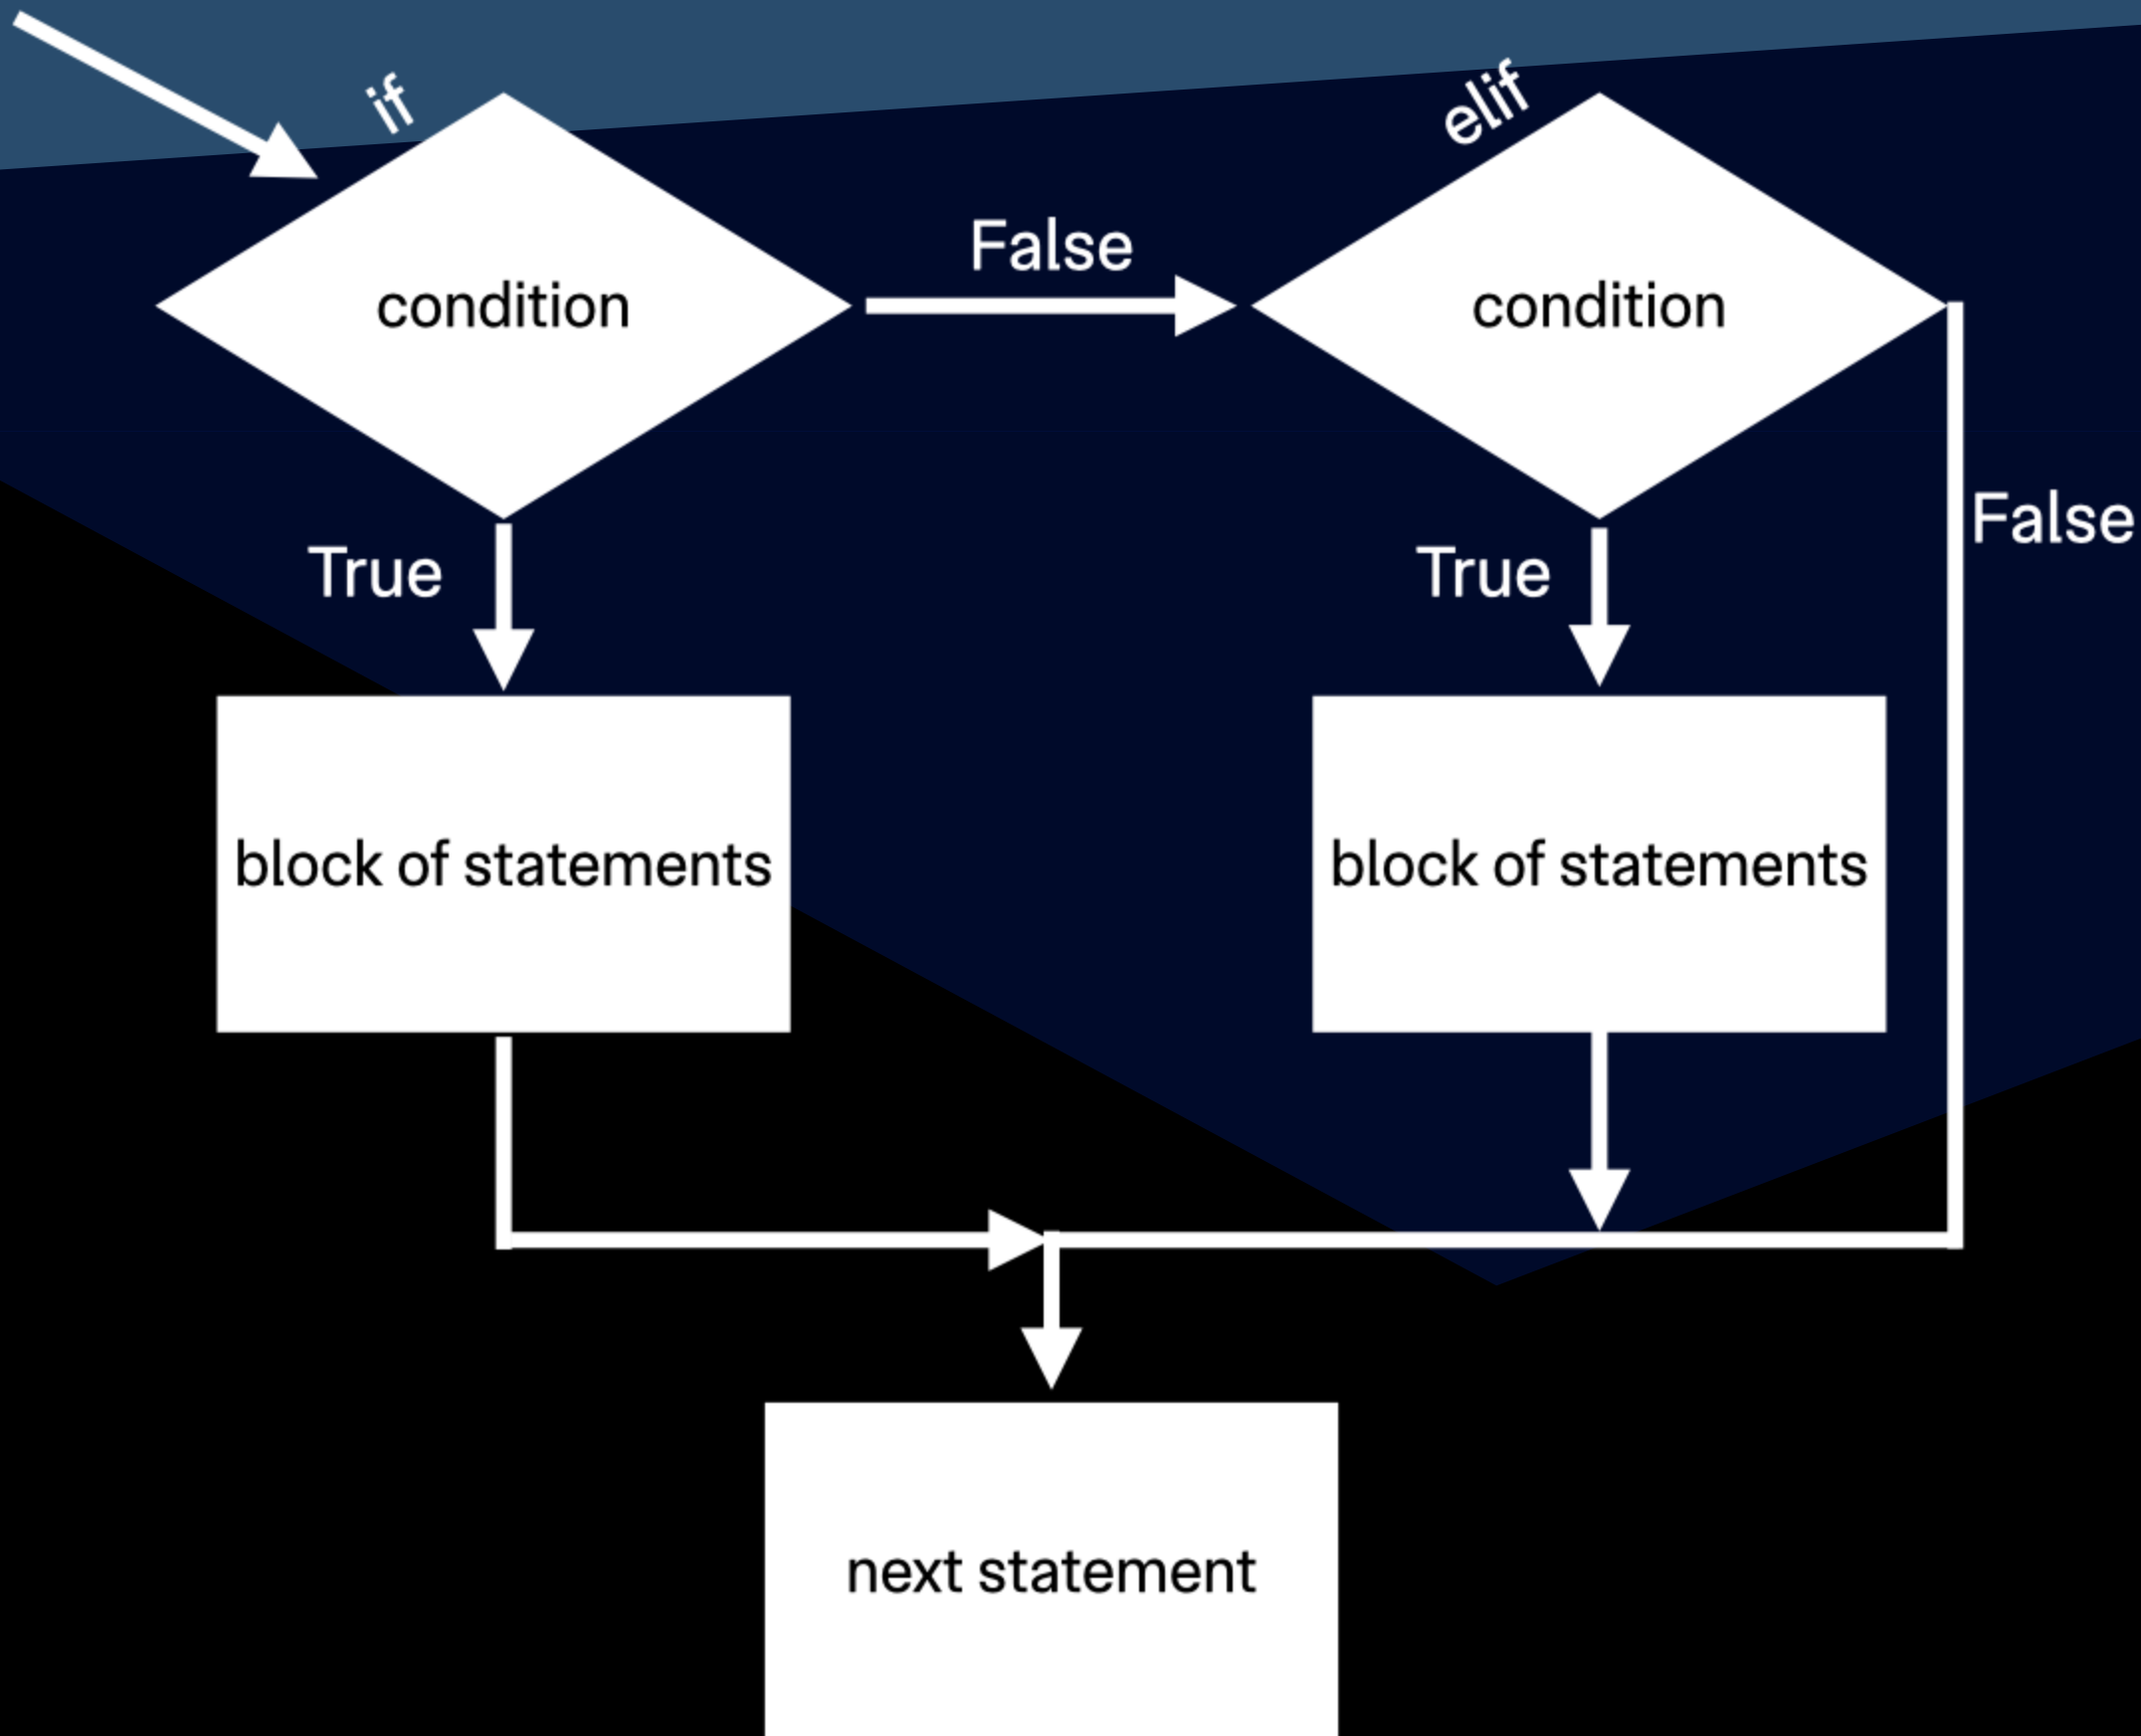 if
elif
condition
False
condition
True
True
False
block of statements
block of statements
next statement